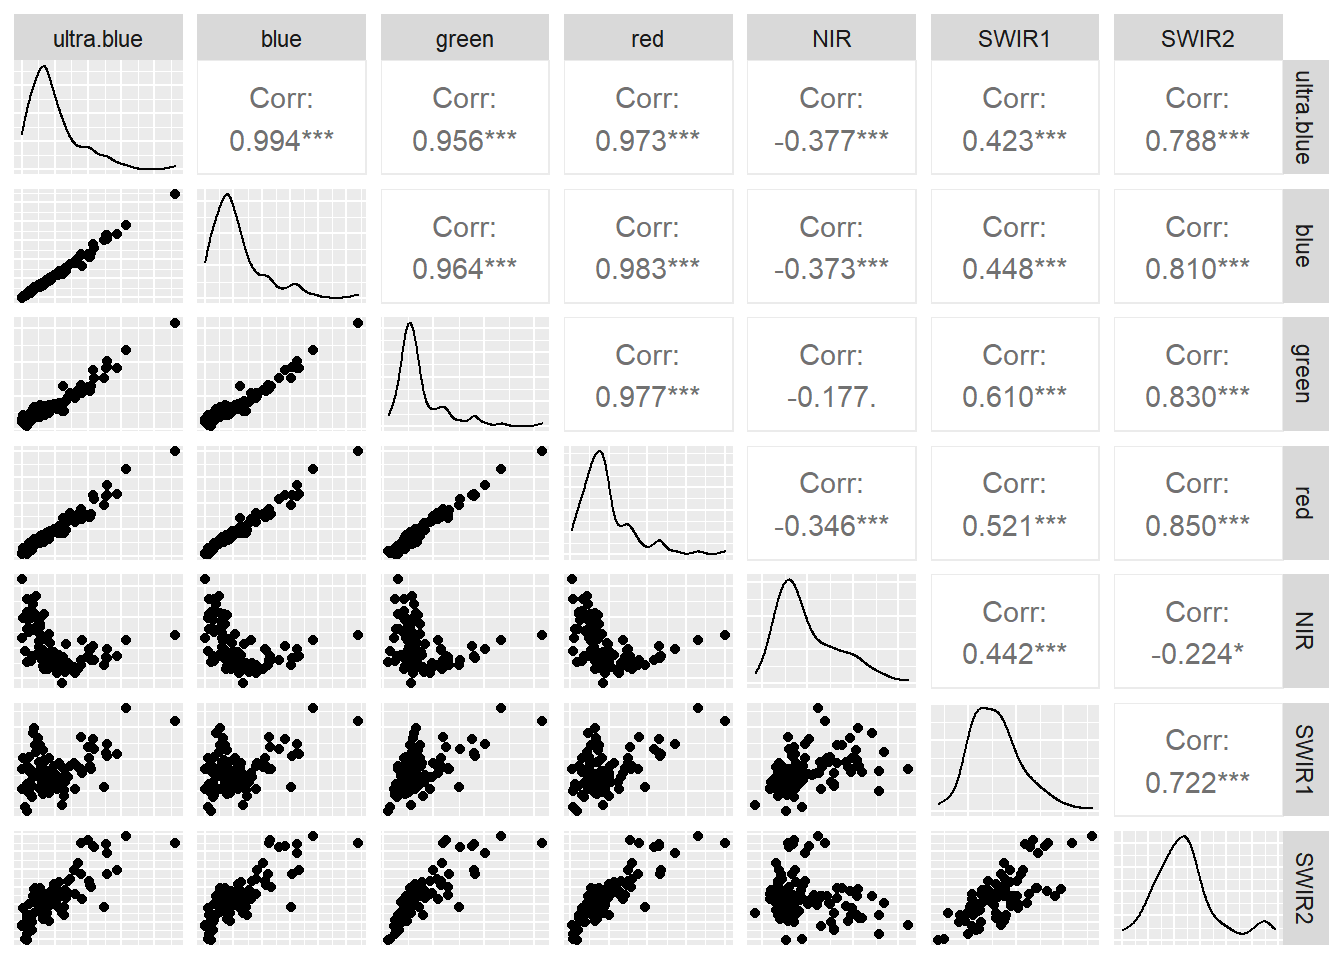 ultra.blue blue green red NIR SWIR1 SWIR2
Corr: Corr: Corr: Corr: Corr: Corr:
0.994*** 0.956*** 0.973*** -0.377*** 0.423*** 0.788***
ultra.blue
Corr: Corr: Corr: Corr: Corr:
0.964*** 0.983*** -0.373*** 0.448*** 0.810***
blue
Corr: Corr: Corr: Corr:
0.977*** -0.177. 0.610*** 0.830***
green
Corr: Corr: Corr:
-0.346*** 0.521*** 0.850***
red
Corr: Corr:
0.442*** -0.224*
NIR
Corr:
0.722***
SWIR1
SWIR2